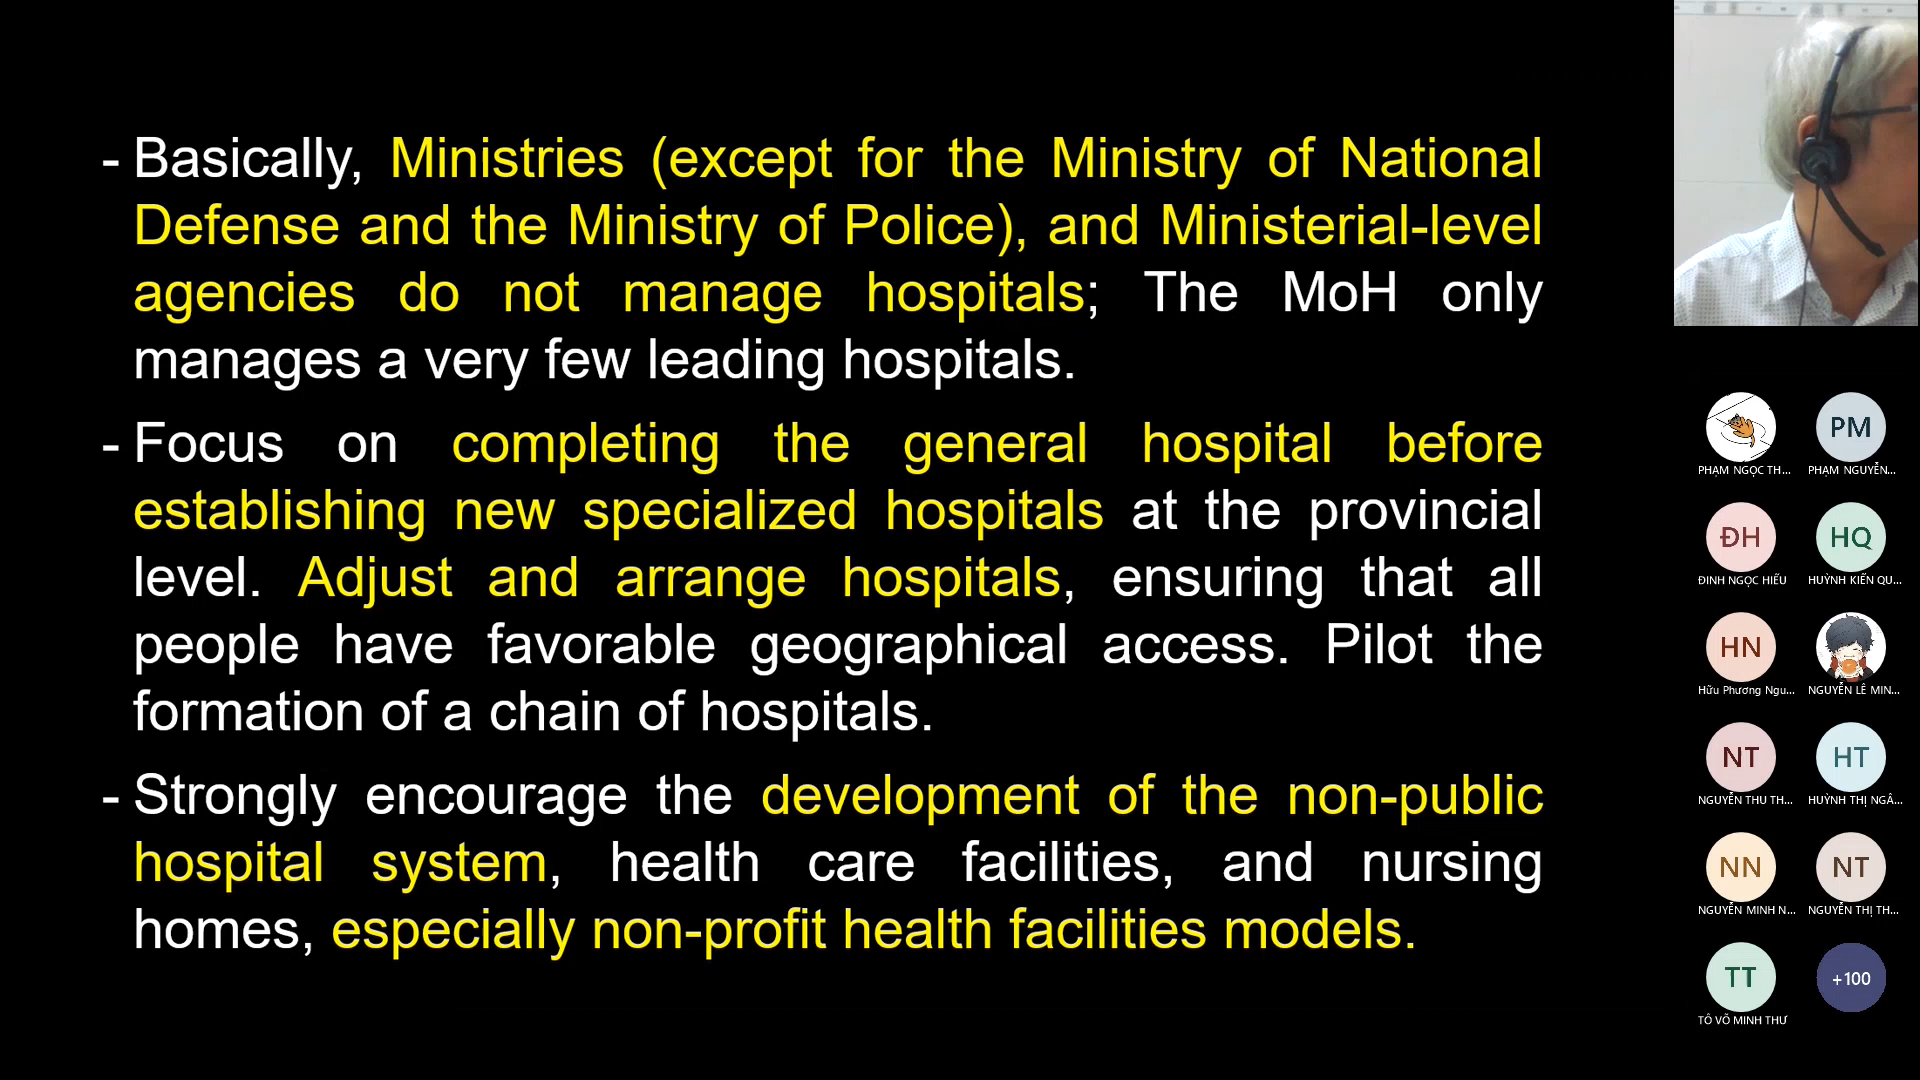 - Basically, Ministries (except for the Ministry of National
Defense and the Ministry of Police), and Ministerial-level
agencies do not manage hospitals; The MoH only
manages a very few leading hospitals.
- Focus on completing the general hospital before
establishing new specialized hospitals at the provincial
level. Adjust and arrange hospitals, ensuring that all
people have favorable geographical access. Pilot the
formation of a chain of hospitals.
- Strongly encourage the development of the non-public
hospital system, health care facilities, and nursing
homes, especially non-profit health facilities models.
PM
PHẠM NGỌC TH... PHẠM NGUYỄN...
ĐH HQ
ĐINH NGỌC HIẾU HUỲNH KIẾN QU...
HN
Hữu Phương Ngu... NGUYỄN LÊ MIN...
NT HT
NGUYỄN THU TH... HUỲNH THỊ NGÂ...
NN NT
NGUYỄN MINH N... NGUYỄN THỊ TH...
TT +100
TÔ VÕ MINH THƯ